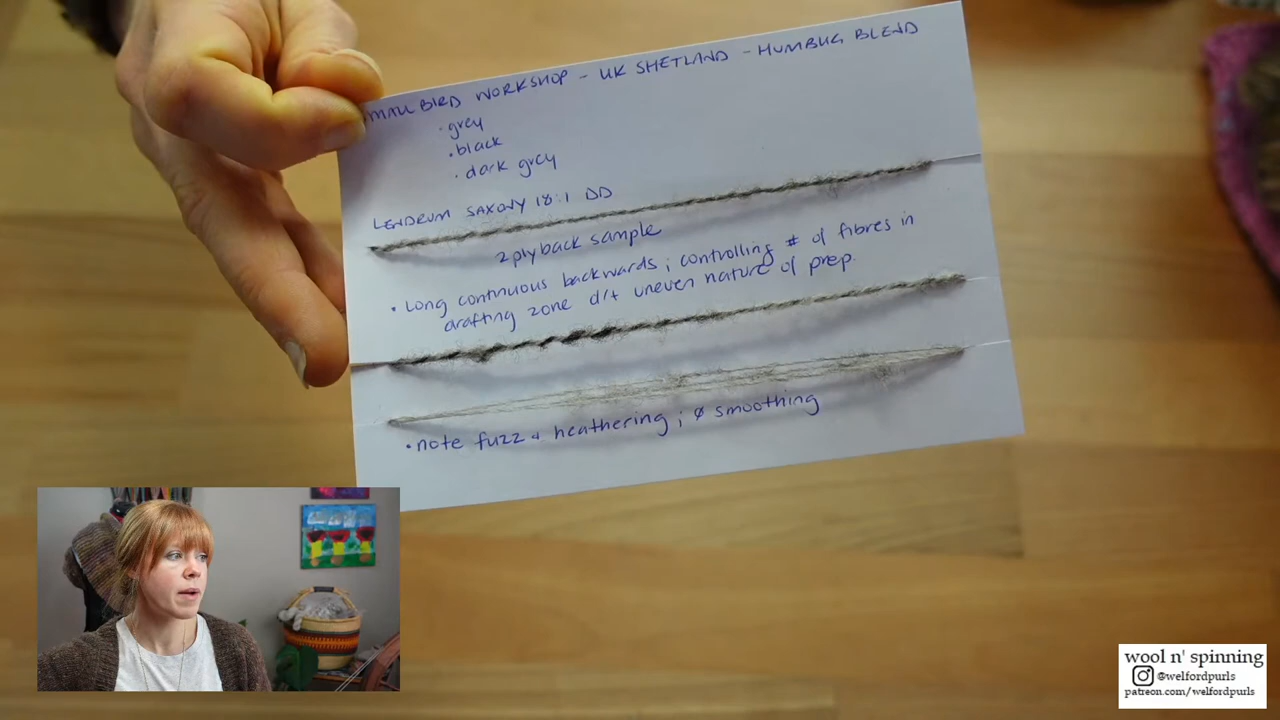 MALL BIRD WORKSHOP - UK SHETLAND - HUMBUG BLEND
· grey
· black
· dark grey
LENDRUM SAXONY 18:1 DD
2 plyback sample
· Long continuous backwards; controlling # of fibres in
drafting zone d/t uneven nature of prep.
· note fuzz + heathering; ∅ smoothing
wool n' spinning
@welfordpurls
patreon.com/welfordpurls